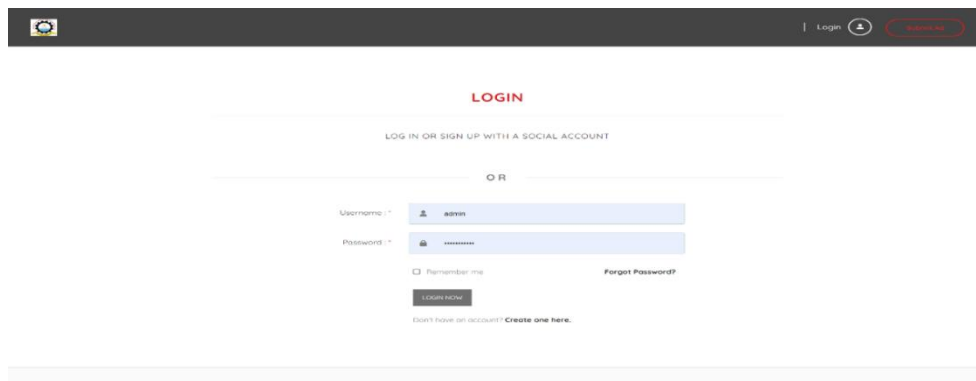 | Login
LOGIN
LOG IN OR SIGN UP WITH A SOCIAL ACCOUNT
OR
Username : *
admin
Password : *
Remember me
Forgot Password?
LOGIN NOW
Don't have an account? Create one here.